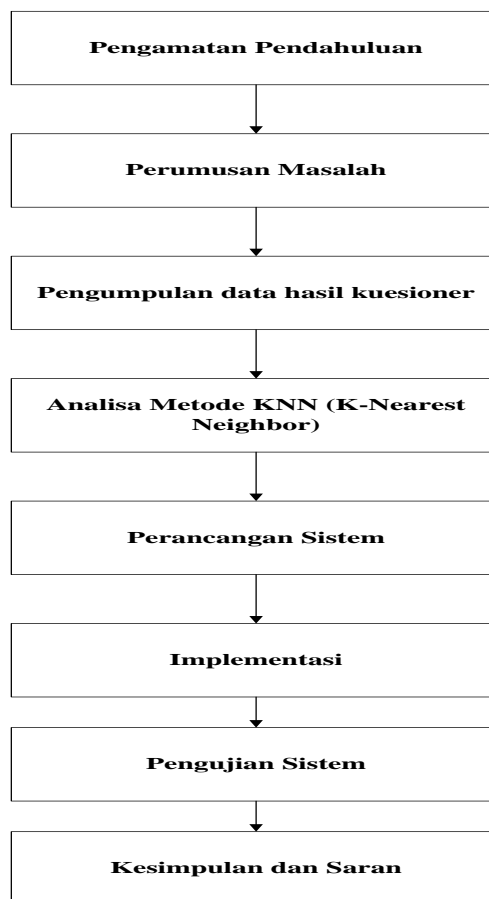 Pengamatan Pendahuluan
Perumusan Masalah
Pengumpulan data hasil kuesioner
Analisa Metode KNN (K-Nearest
Neighbor)
Perancangan Sistem
Implementasi
Pengujian Sistem
Kesimpulan dan Saran